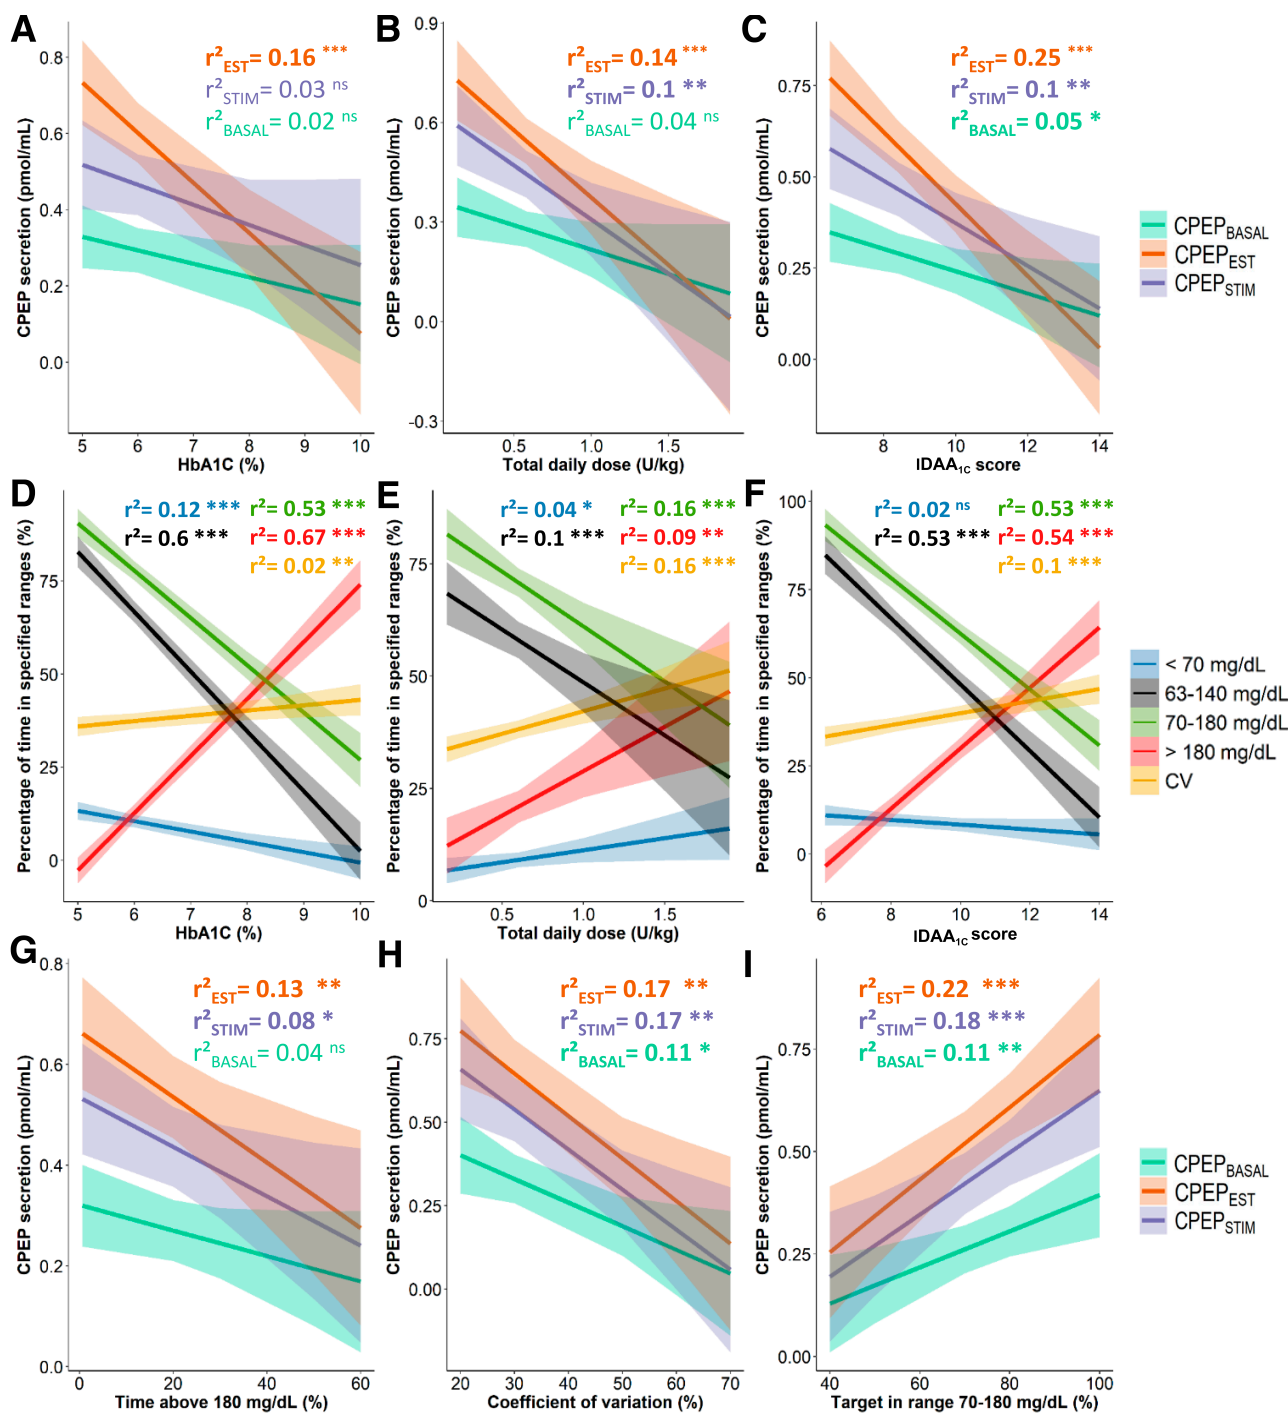 A
r²EST= 0.16 ***
r²STIM= 0.03 ns
r²BASAL= 0.02 ns
CPEP secretion (pmol/mL)
0.8
0.6
0.4
0.2
0.0
5 6 7 8 9 10
HbA1C (%)
B
r²EST= 0.14 ***
r²STIM= 0.1 **
r²BASAL= 0.04 ns
CPEP secretion (pmol/mL)
0.9
0.6
0.3
0.0
-0.3
0.5 1.0 1.5
Total daily dose (U/kg)
C
r²EST= 0.25 ***
r²STIM= 0.1 **
r²BASAL= 0.05 *
CPEP secretion (pmol/mL)
0.75
0.50
0.25
0.00
8 10 12 14
IDAA1C score
CPEPBASAL
CPEPEST
CPEPSTIM
D
r²= 0.12 *** r²= 0.53 ***
r²= 0.6 *** r²= 0.67 ***
r²= 0.02 **
Percentage of time in specified ranges (%)
75
50
25
0
5 6 7 8 9 10
HbA1C (%)
E
r²= 0.04 * r²= 0.16 ***
r²= 0.1 *** r²= 0.09 **
r²= 0.16 ***
Percentage of time in specified ranges (%)
75
50
25
0
0.5 1.0 1.5
Total daily dose (U/kg)
F
r²= 0.02 ns r²= 0.53 ***
r²= 0.53 *** r²= 0.54 ***
r²= 0.1 ***
Percentage of time in specified ranges (%)
100
75
50
25
0
6 8 10 12 14
IDAA1C score
< 70 mg/dL
63-140 mg/dL
70-180 mg/dL
> 180 mg/dL
CV
G
r²EST= 0.13 **
r²STIM= 0.08 *
r²BASAL= 0.04 ns
CPEP secretion (pmol/mL)
0.8
0.6
0.4
0.2
0.0
0 20 40 60
Time above 180 mg/dL (%)
H
r²EST= 0.17 **
r²STIM= 0.17 **
r²BASAL= 0.11 *
CPEP secretion (pmol/mL)
0.75
0.50
0.25
0.00
20 30 40 50 60 70
Coefficient of variation (%)
I
r²EST= 0.22 ***
r²STIM= 0.18 ***
r²BASAL= 0.11 **
CPEP secretion (pmol/mL)
0.75
0.50
0.25
0.00
40 60 80 100
Target in range 70-180 mg/dL (%)
CPEPBASAL
CPEPEST
CPEPSTIM